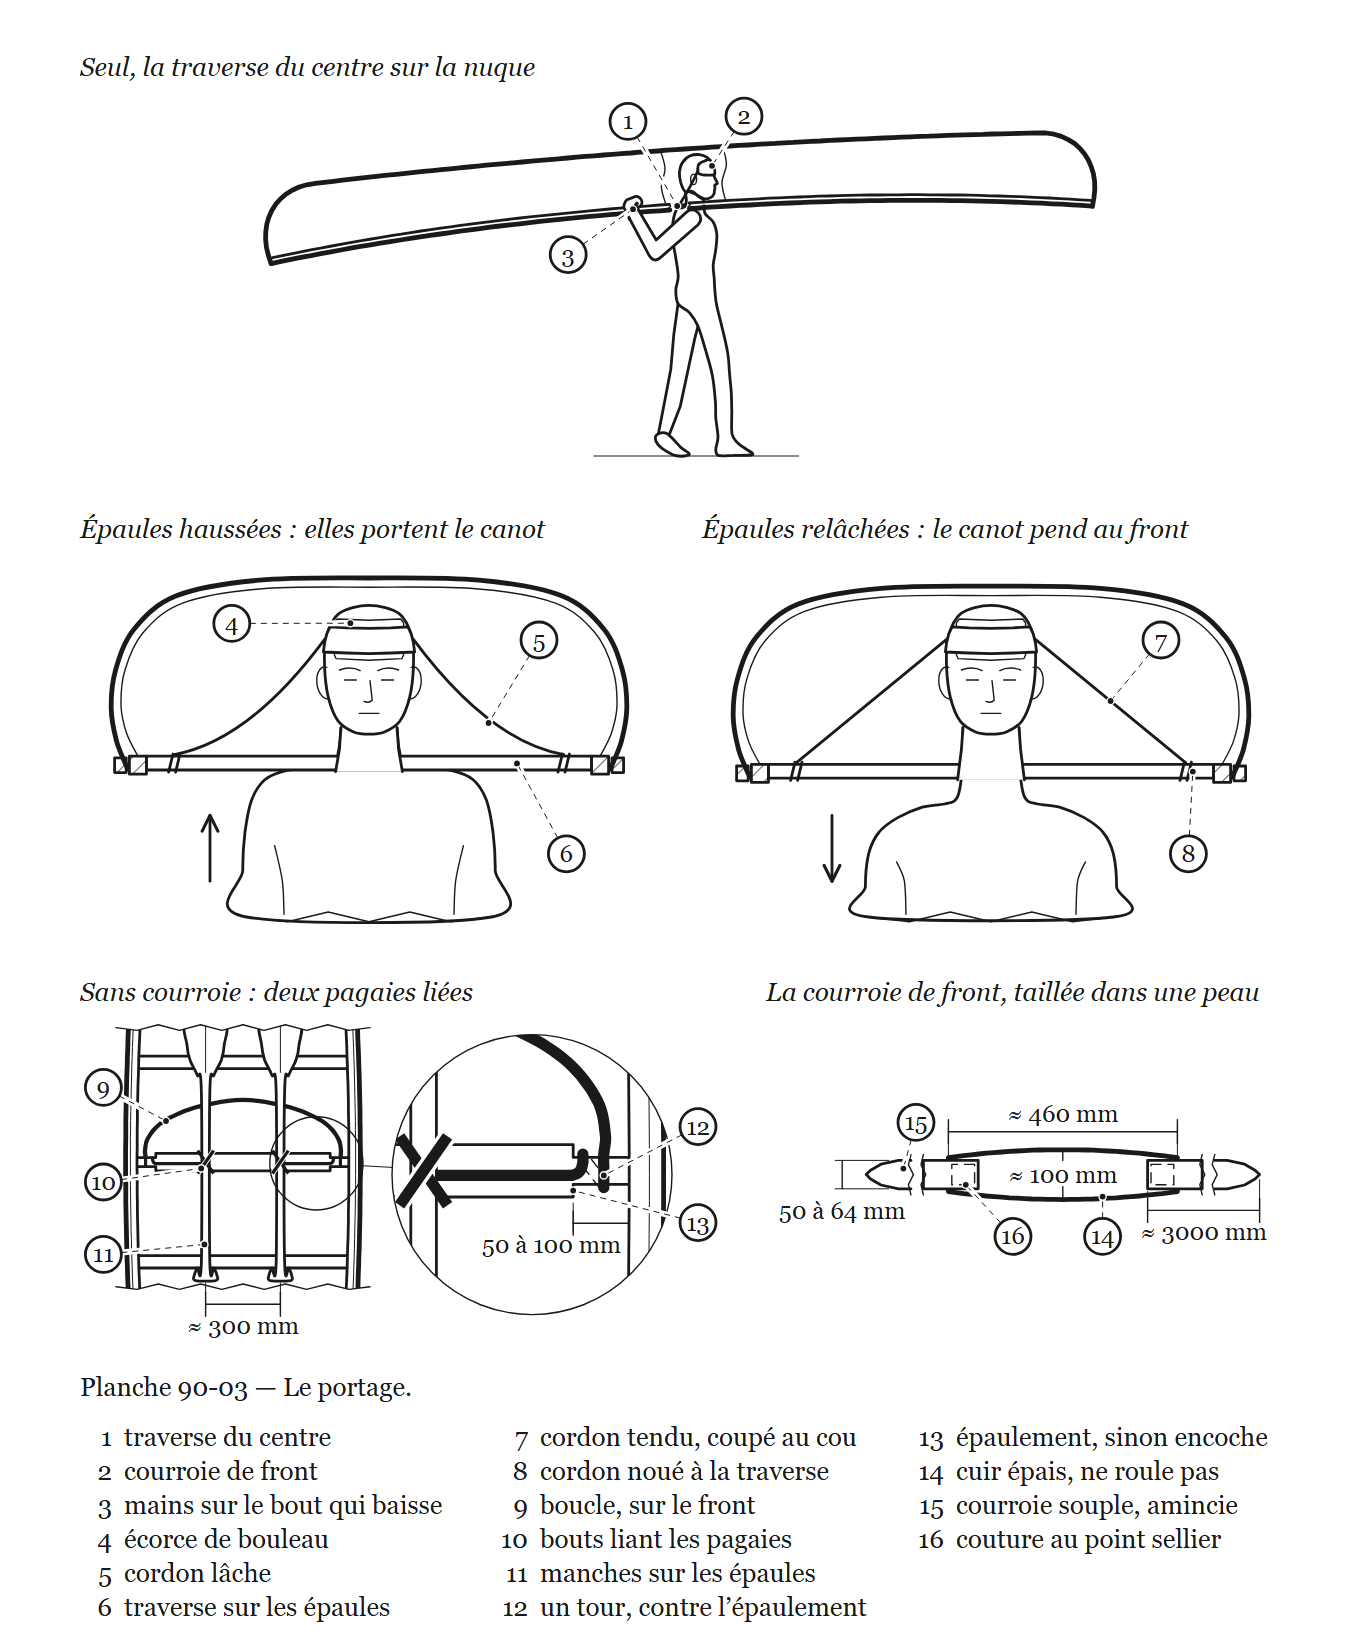 Seul, la traverse du centre sur la nuque
1
2
3
Épaules haussées : elles portent le canot
Épaules relâchées : le canot pend au front
4
5
6
7
8
Sans courroie : deux pagaies liées
La courroie de front, taillée dans une peau
9
10
11
≈ 300 mm
12
13
50 à 100 mm
15
≈ 460 mm
≈ 100 mm
50 à 64 mm
16
14
≈ 3000 mm
Planche 90-03 — Le portage.
1 traverse du centre
2 courroie de front
3 mains sur le bout qui baisse
4 écorce de bouleau
5 cordon lâche
6 traverse sur les épaules
7 cordon tendu, coupé au cou
8 cordon noué à la traverse
9 boucle, sur le front
10 bouts liant les pagaies
11 manches sur les épaules
12 un tour, contre l’épaulement
13 épaulement, sinon encoche
14 cuir épais, ne roule pas
15 courroie souple, amincie
16 couture au point sellier